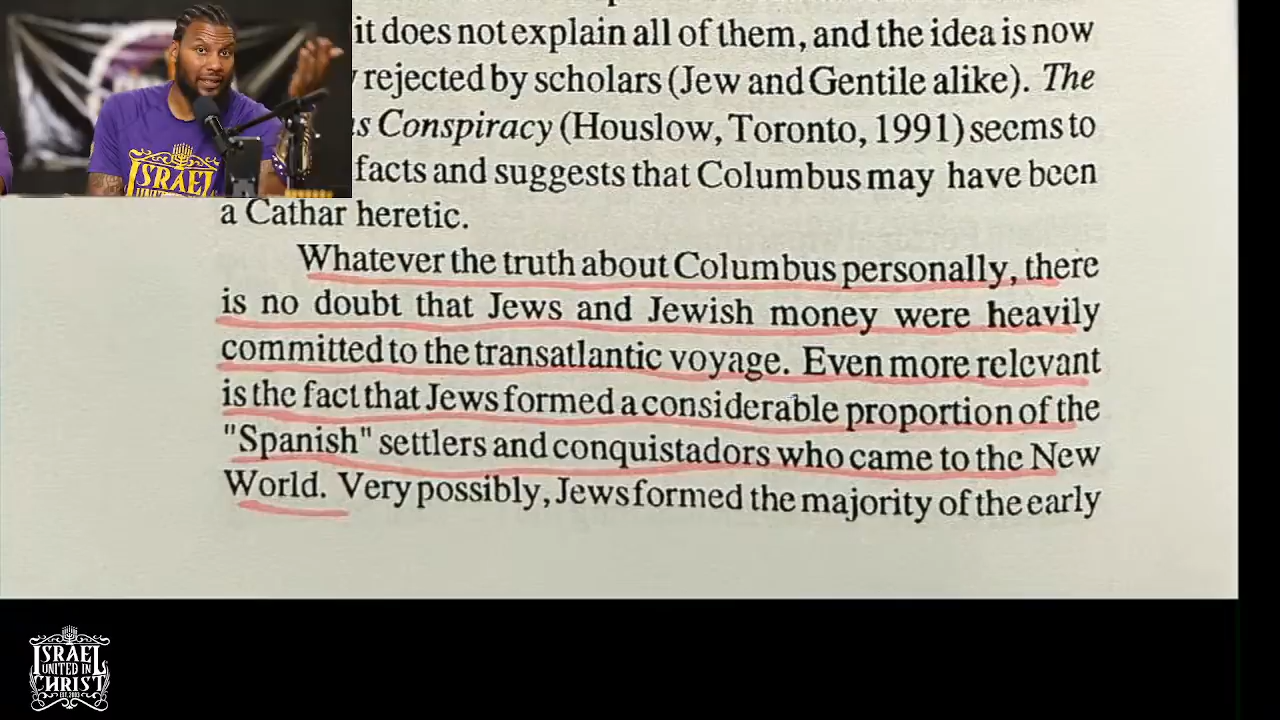 it does not explain all of them, and the idea is now
rejected by scholars (Jew and Gentile alike). The
Conspiracy (Houslow, Toronto, 1991) seems to
facts and suggests that Columbus may have been
a Cathar heretic.
Whatever the truth about Columbus personally, there
is no doubt that Jews and Jewish money were heavily
committed to the transatlantic voyage. Even more relevant
is the fact that Jews formed a considerable proportion of the
"Spanish" settlers and conquistadors who came to the New
World. Very possibly, Jews formed the majority of the early
ISRAEL
UNITED
ISRAEL
UNITED IN
CHRIST
EST. 2003